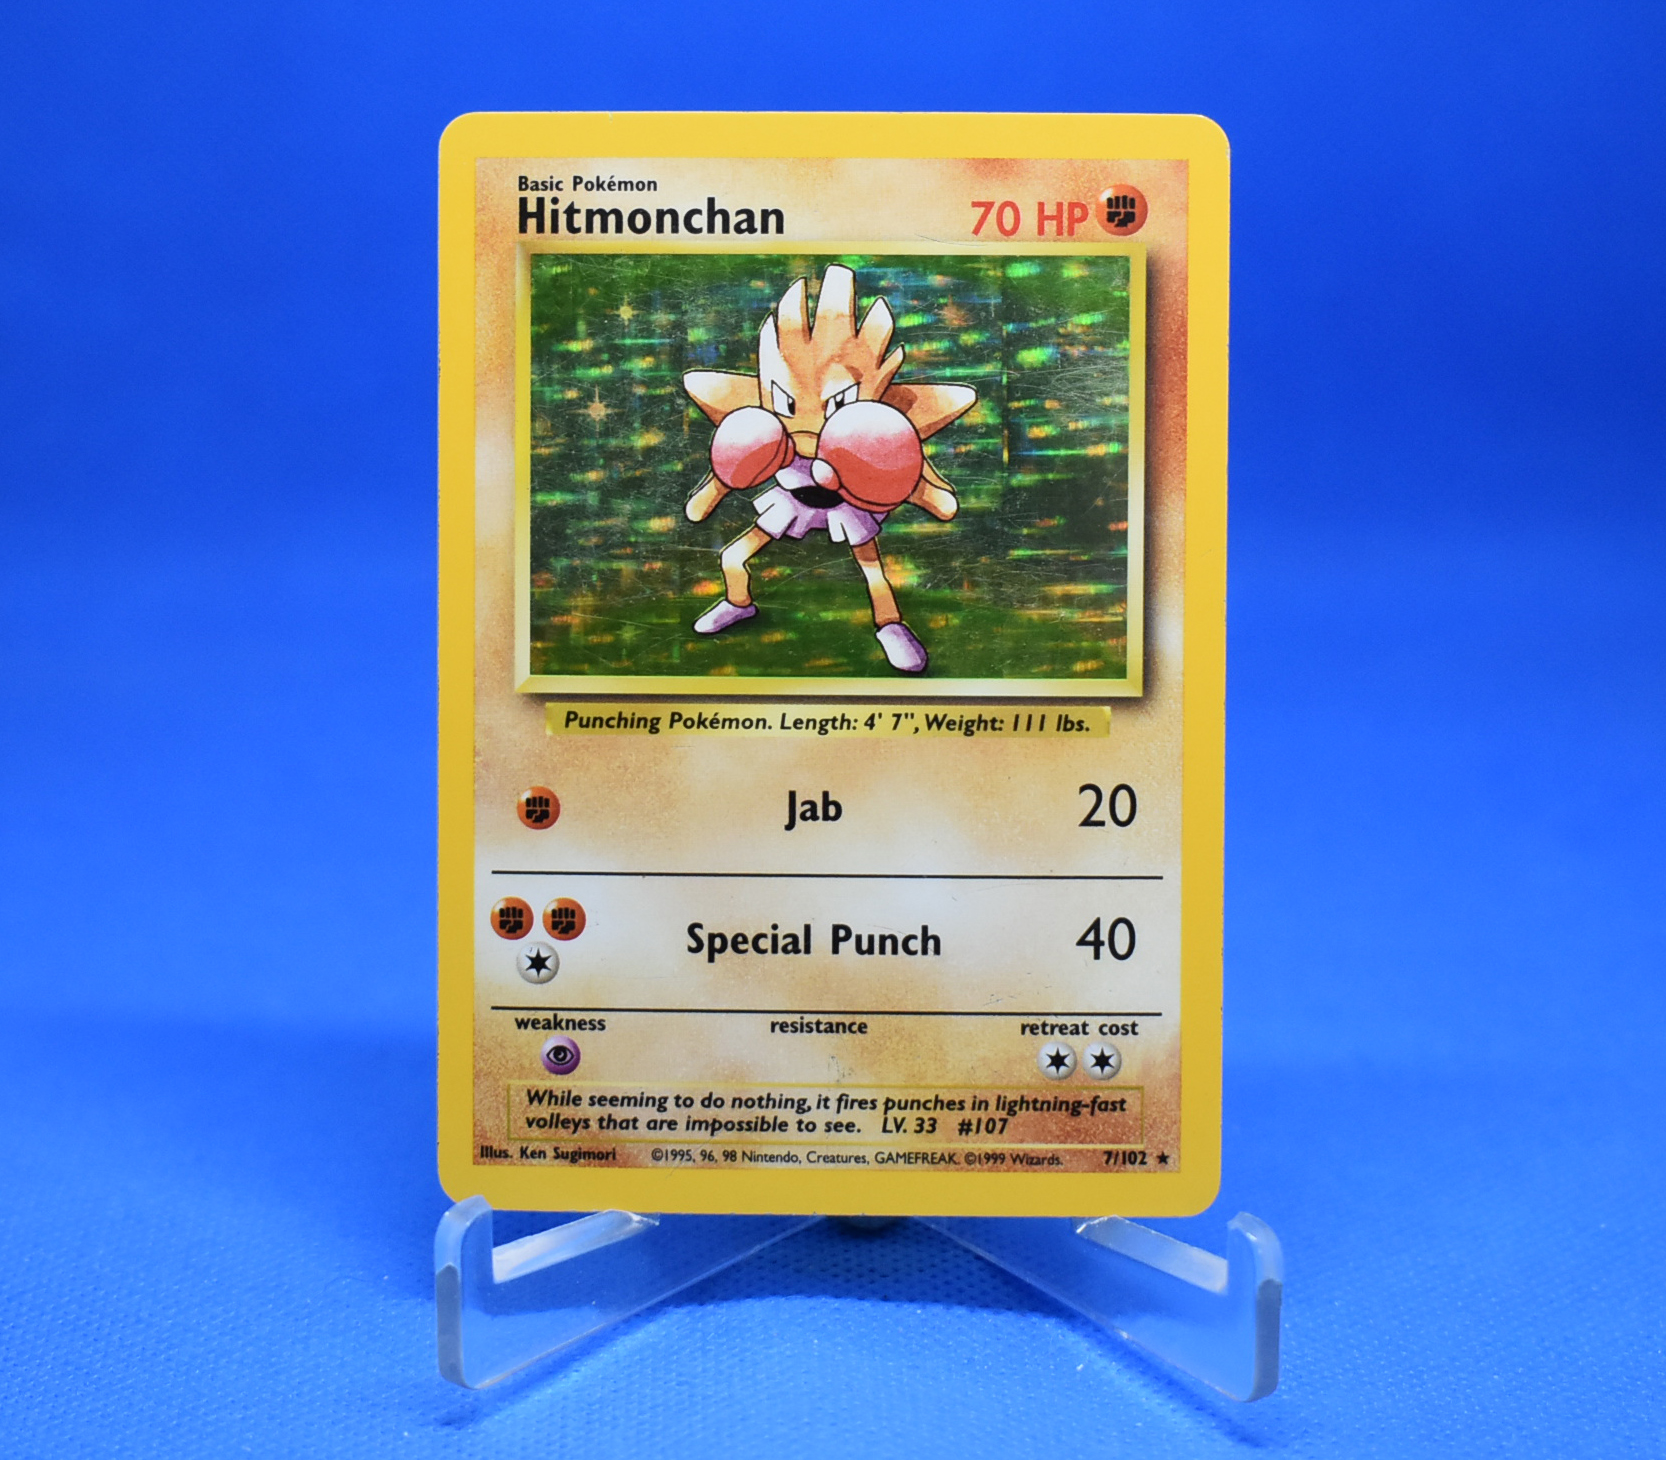 Basic Pokémon
Hitmonchan
70 HP
Punching Pokémon. Length: 4' 7", Weight: 111 lbs.
Jab 20
Special Punch 40
weakness resistance retreat cost
While seeming to do nothing, it fires punches in lightning-fast
volleys that are impossible to see. LV. 33 #107
Illus. Ken Sugimori ©1995, 96, 98 Nintendo, Creatures, GAMEFREAK. ©1999 Wizards. 7/102 ★